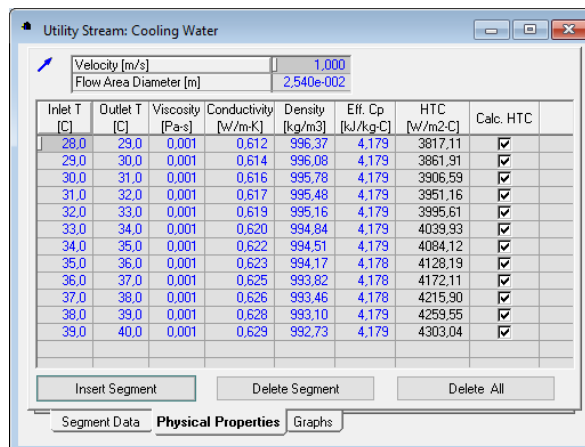 Utility Stream: Cooling Water
Velocity [m/s] 1,000
Flow Area Diameter [m] 2,540e-002
Inlet T Outlet T Viscosity Conductivity Density Eff. Cp HTC Calc. HTC
[C] [C] [Pa-s] [W/m-K] [kg/m3] [kJ/kg-C] [W/m2-C]
28,0 29,0 0,001 0,612 996,37 4,179 3817,11
29,0 30,0 0,001 0,614 996,08 4,179 3861,91
30,0 31,0 0,001 0,616 995,78 4,179 3906,59
31,0 32,0 0,001 0,617 995,48 4,179 3951,16
32,0 33,0 0,001 0,619 995,16 4,179 3995,61
33,0 34,0 0,001 0,620 994,84 4,179 4039,93
34,0 35,0 0,001 0,622 994,51 4,179 4084,12
35,0 36,0 0,001 0,623 994,17 4,178 4128,19
36,0 37,0 0,001 0,625 993,82 4,178 4172,11
37,0 38,0 0,001 0,626 993,46 4,178 4215,90
38,0 39,0 0,001 0,628 993,10 4,179 4259,55
39,0 40,0 0,001 0,629 992,73 4,179 4303,04
Insert Segment Delete Segment Delete All
Segment Data Physical Properties Graphs